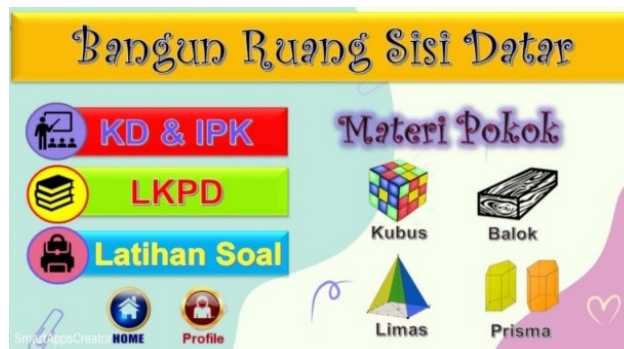 Bangun Ruang Sisi Datar
KD & IPK
LKPD
Latihan Soal
Materi Pokok
Kubus
Balok
Limas
Prisma
SmartAppsCreator
HOME
Profile